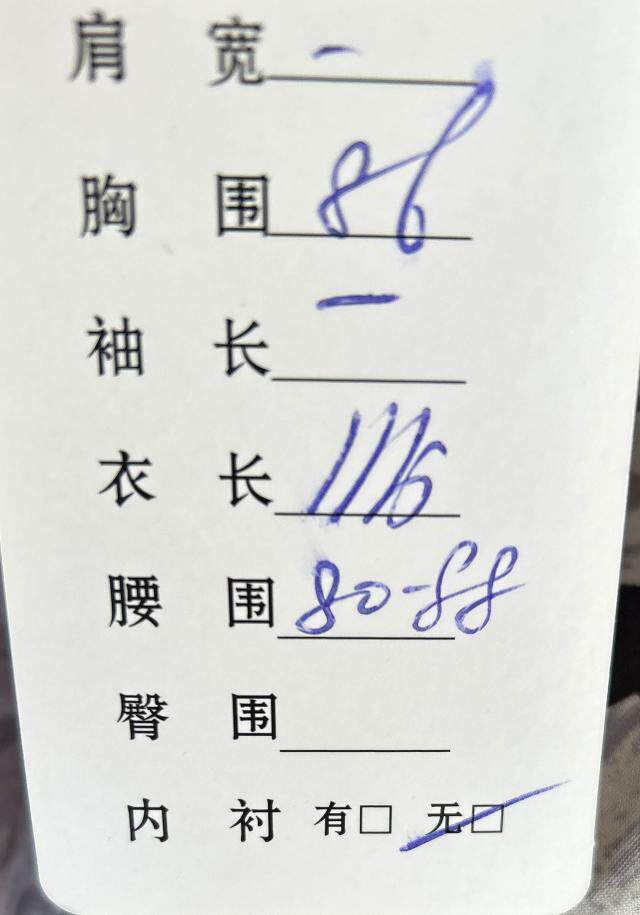 肩 宽 -
胸 围 86
袖 长 -
衣 长 116
腰 围 80-88
臀 围
内 衬 有□ 无□